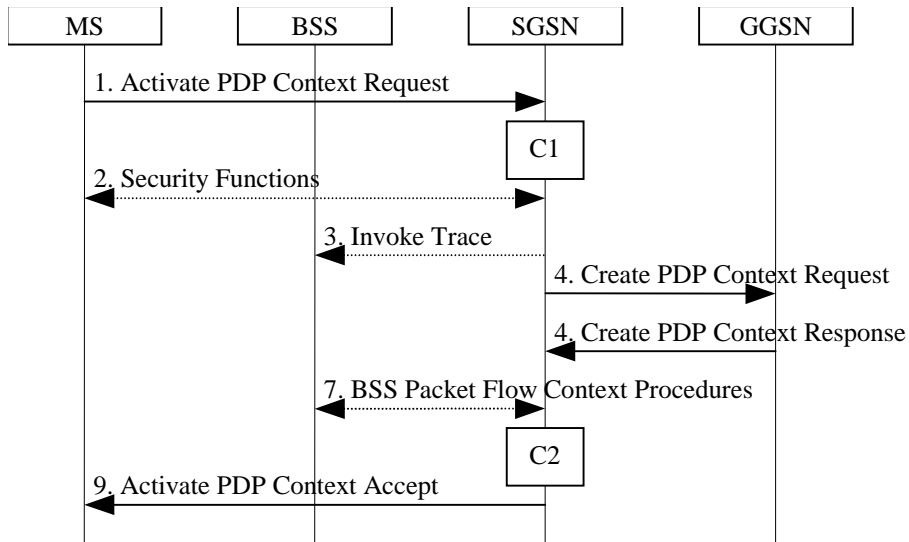 MS BSS SGSN GGSN
1. Activate PDP Context Request
C1
2. Security Functions
3. Invoke Trace
4. Create PDP Context Request
4. Create PDP Context Response
7. BSS Packet Flow Context Procedures
C2
9. Activate PDP Context Accept